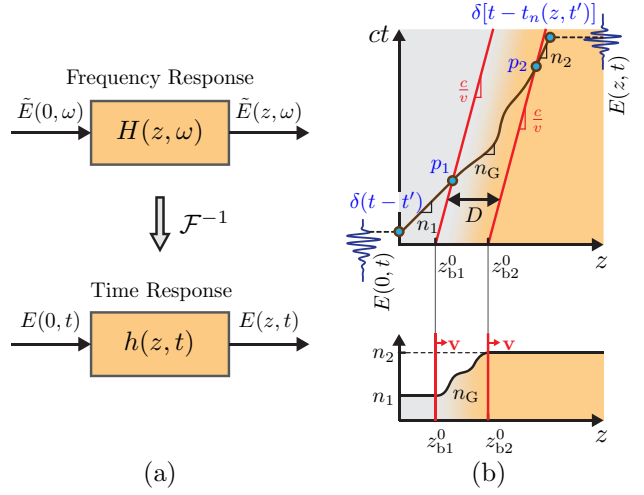 Frequency Response
Ẽ(0, ω)
H(z, ω)
Ẽ(z, ω)
ℱ⁻¹
Time Response
E(0, t)
h(z, t)
E(z, t)
(a)
δ[t − tₙ(z, t′)]
ct
n₂
p₂
E(z, t)
c/v
c/v
p₁
n_G
δ(t − t′)
D
n₁
E(0, t)
z⁰_b1
z⁰_b2
z
n₂
v
v
n₁
n_G
z⁰_b1
z⁰_b2
z
(b)